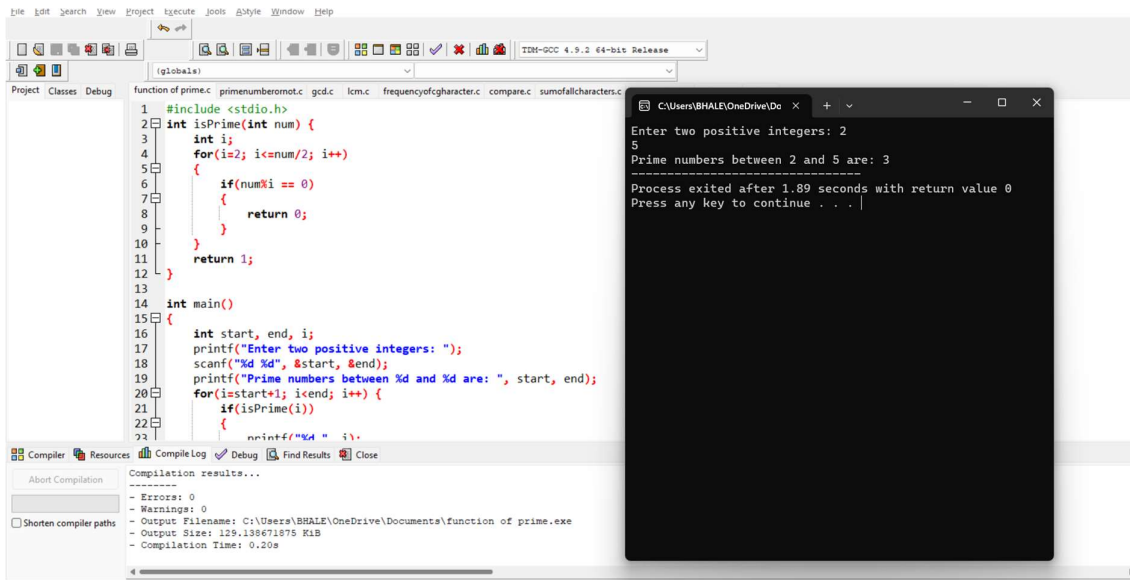 File Edit Search View Project Execute Tools AStyle Window Help
TDM-GCC 4.9.2 64-bit Release
(globals)
Project Classes Debug
function of prime.c primenumberornot.c gcd.c lcm.c frequencyofcgharacter.c compare.c sumofallcharacters.c
1 #include <stdio.h>
2 int isPrime(int num) {
3 int i;
4 for(i=2; i<=num/2; i++)
5 {
6 if(num%i == 0)
7 {
8 return 0;
9 }
10 }
11 return 1;
12 }
13
14 int main()
15 {
16 int start, end, i;
17 printf("Enter two positive integers: ");
18 scanf("%d %d", &start, &end);
19 printf("Prime numbers between %d and %d are: ", start, end);
20 for(i=start+1; i<end; i++) {
21 if(isPrime(i))
22 {
23 printf("%d ", i);
C:\Users\BHALE\OneDrive\Do
Enter two positive integers: 2
5
Prime numbers between 2 and 5 are: 3
--------------------------------
Process exited after 1.89 seconds with return value 0
Press any key to continue . . .
Compiler Resources Compile Log Debug Find Results Close
Abort Compilation
Shorten compiler paths
Compilation results...
--------
- Errors: 0
- Warnings: 0
- Output Filename: C:\Users\BHALE\OneDrive\Documents\function of prime.exe
- Output Size: 129.138671875 KiB
- Compilation Time: 0.20s